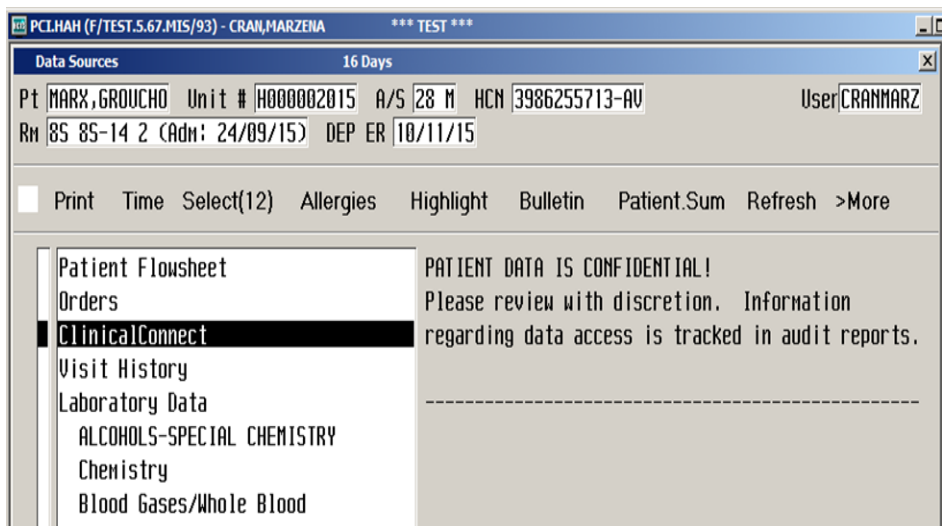 PCI.HAH (F/TEST.5.67.MIS/93) - CRAN,MARZENA *** TEST ***
Data Sources 16 Days
Pt MARX,GROUCHO Unit # H000002015 A/S 28 M HCN 3986255713-AV User CRANMARZ
Rm 8S 8S-14 2 (Adm: 24/09/15) DEP ER 10/11/15
Print Time Select(12) Allergies Highlight Bulletin Patient.Sum Refresh >More
Patient Flowsheet
Orders
ClinicalConnect
Visit History
Laboratory Data
ALCOHOLS-SPECIAL CHEMISTRY
Chemistry
Blood Gases/Whole Blood
PATIENT DATA IS CONFIDENTIAL!
Please review with discretion. Information
regarding data access is tracked in audit reports.